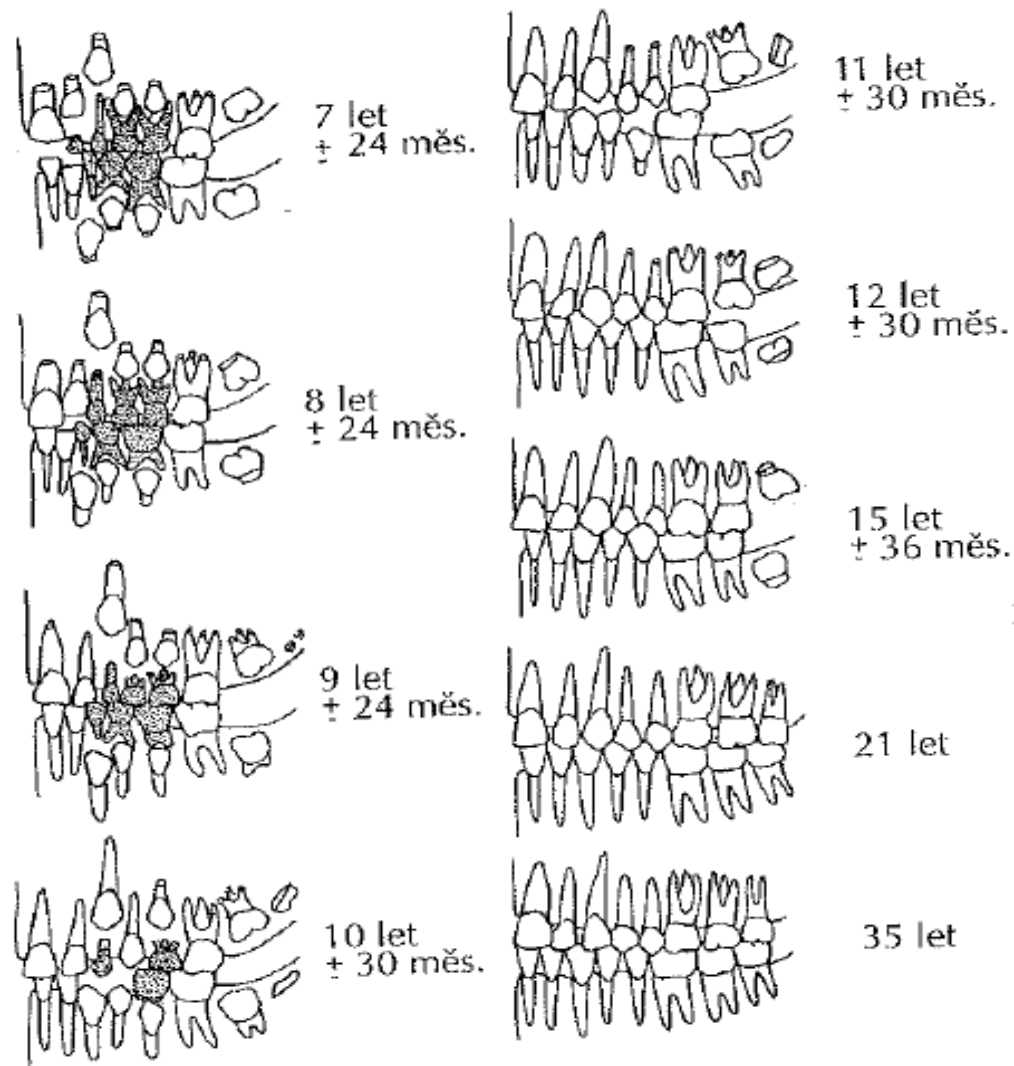 7 let
± 24 měs.
8 let
± 24 měs.
9 let
± 24 měs.
10 let
± 30 měs.
11 let
± 30 měs.
12 let
± 30 měs.
15 let
± 36 měs.
21 let
35 let